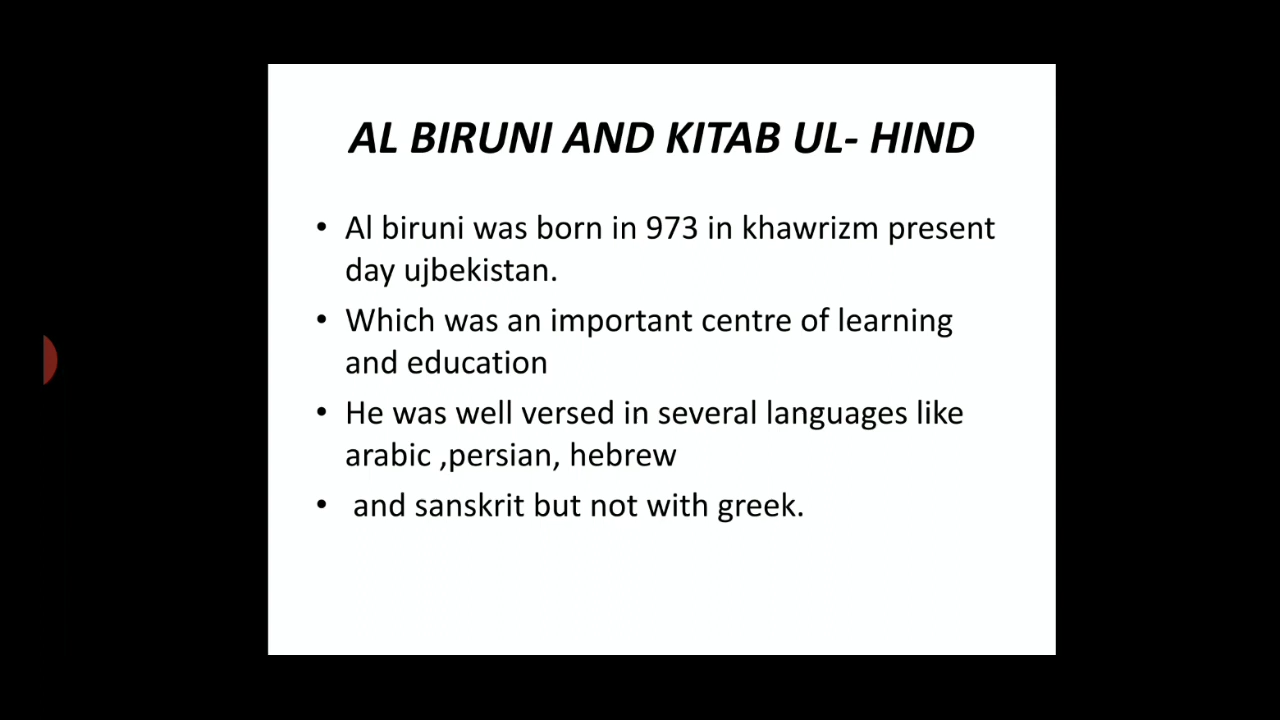 AL BIRUNI AND KITAB UL- HIND
• Al biruni was born in 973 in khawrizm present
day ujbekistan.
• Which was an important centre of learning
and education
• He was well versed in several languages like
arabic ,persian, hebrew
• and sanskrit but not with greek.